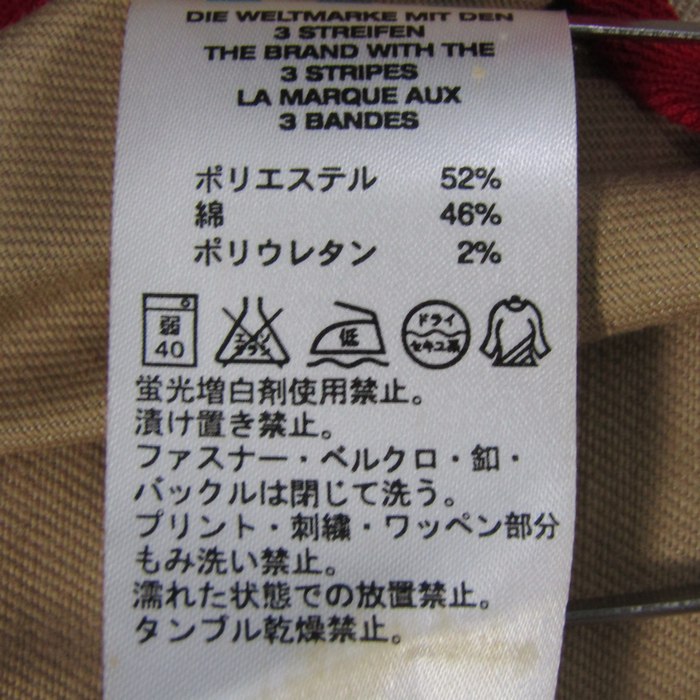 DIE WELTMARKE MIT DEN
3 STREIFEN
THE BRAND WITH THE
3 STRIPES
LA MARQUE AUX
3 BANDES
ポリエステル 52%
綿 46%
ポリウレタン 2%
弱 40 エンソ サラシ 低 ドライ セキユ系
蛍光増白剤使用禁止。
漬け置き禁止。
ファスナー・ベルクロ・釦・
バックルは閉じて洗う。
プリント・刺繍・ワッペン部分
もみ洗い禁止。
濡れた状態での放置禁止。
タンブル乾燥禁止。